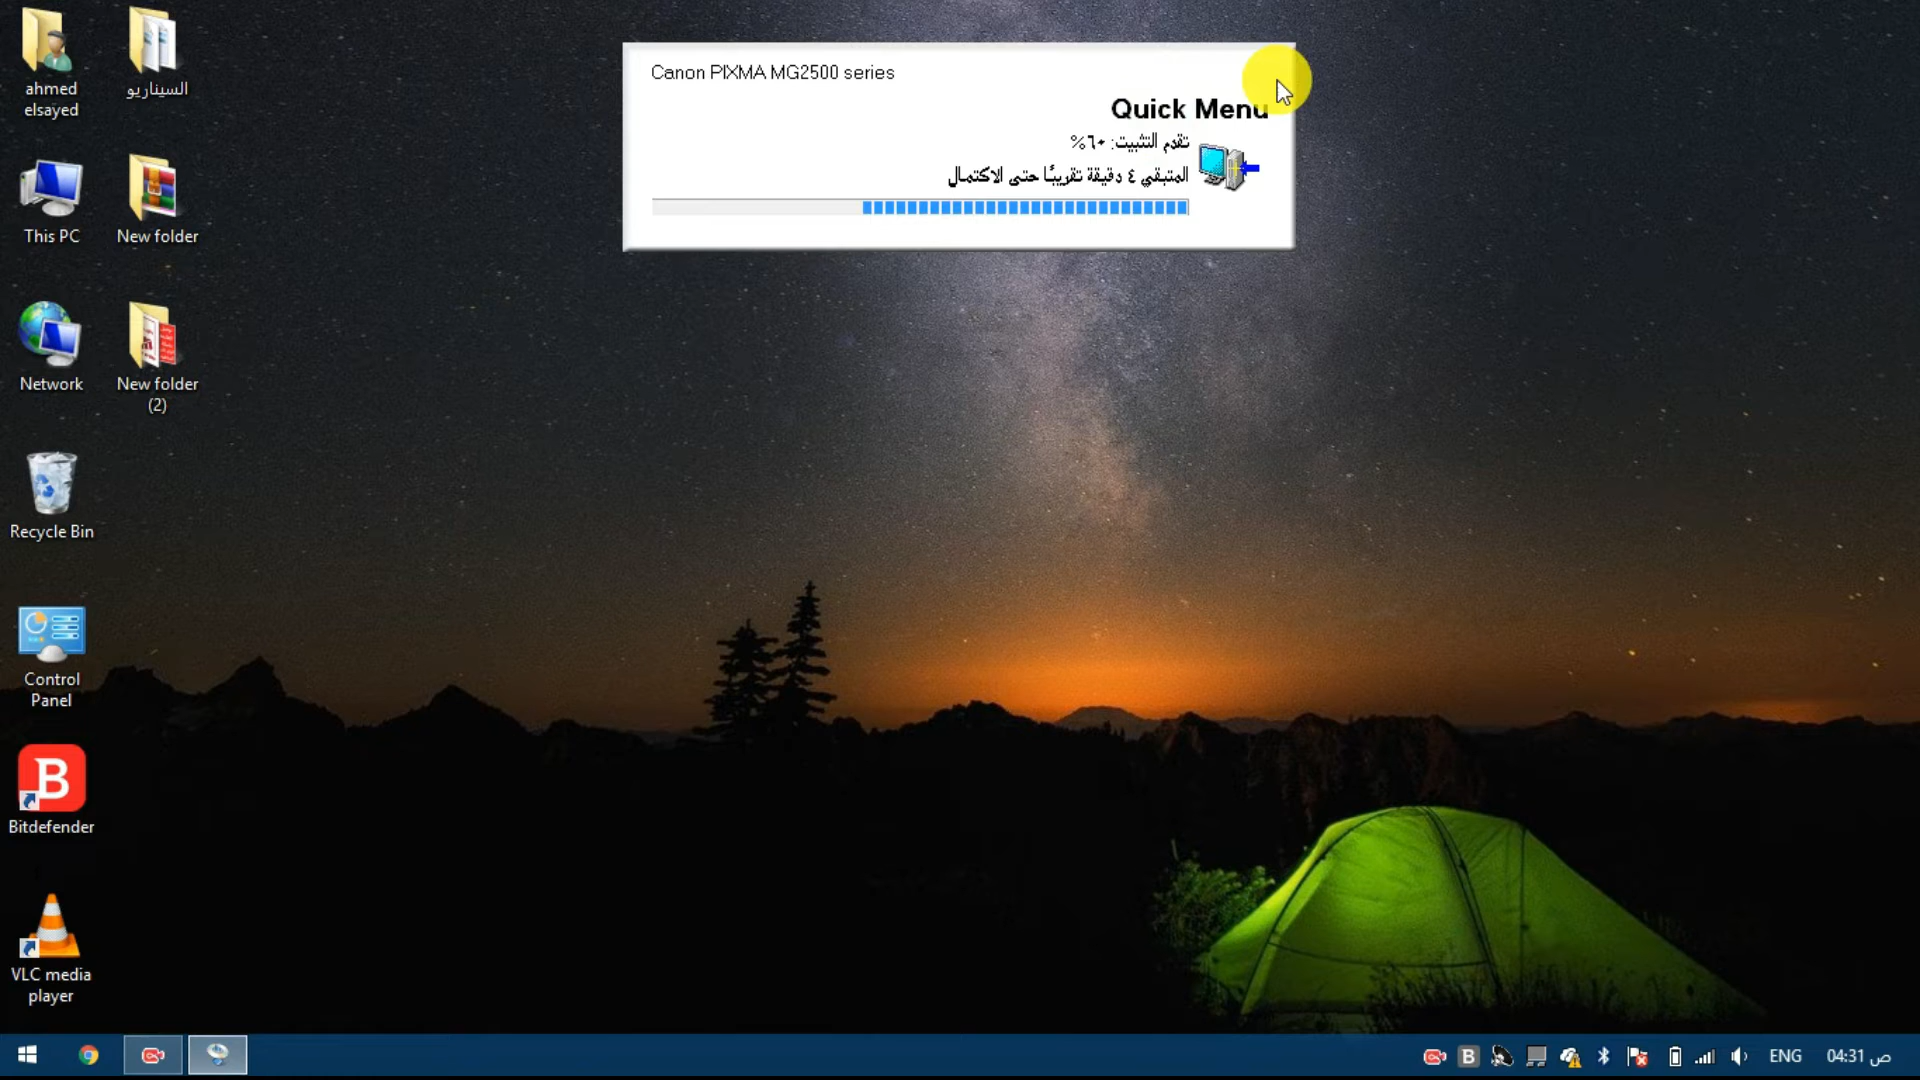 Canon PIXMA MG2500 series
Quick Menu
تقدم التثبيت: ٦٠%
المتبقي ٤ دقيقة تقريبًا حتى الاكتمال
ahmed
elsayed
السيناريو
This PC
New folder
Network
New folder
(2)
Recycle Bin
Control
Panel
B
Bitdefender
VLC media
player
B
ENG
04:31 ص